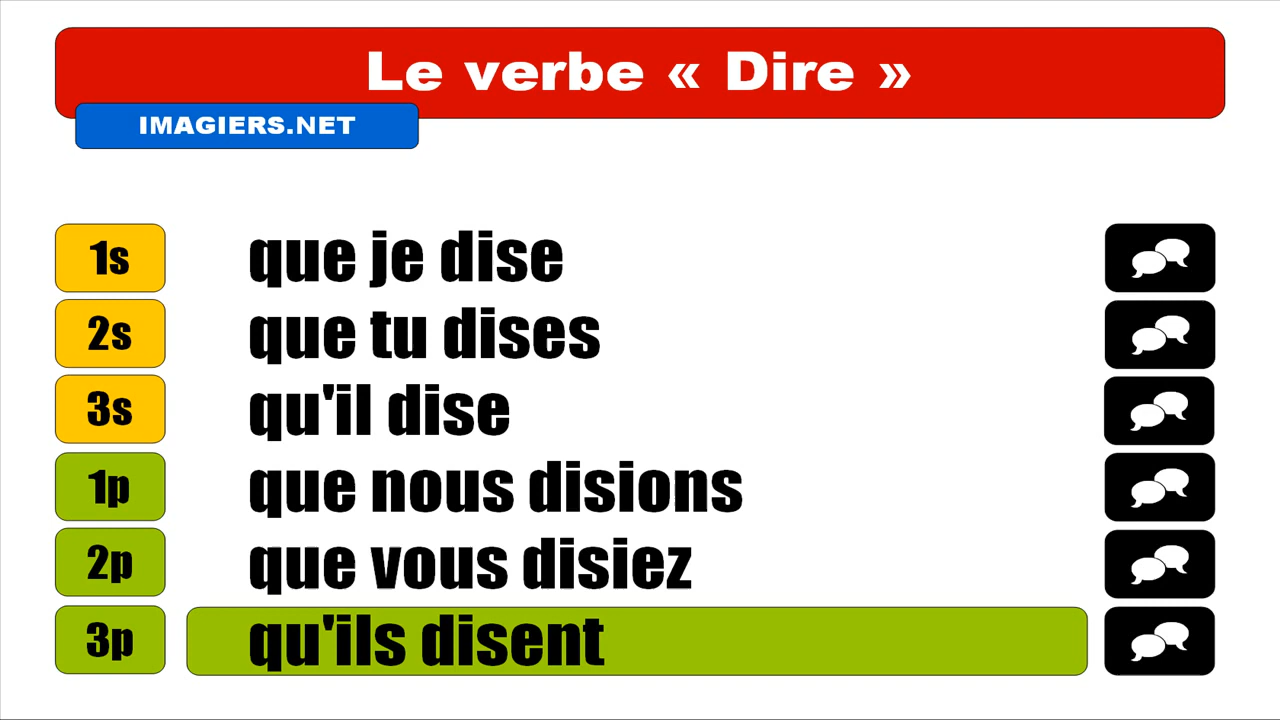 Le verbe « Dire »
IMAGIERS.NET
1s que je dise
2s que tu dises
3s qu'il dise
1p que nous disions
2p que vous disiez
3p qu'ils disent